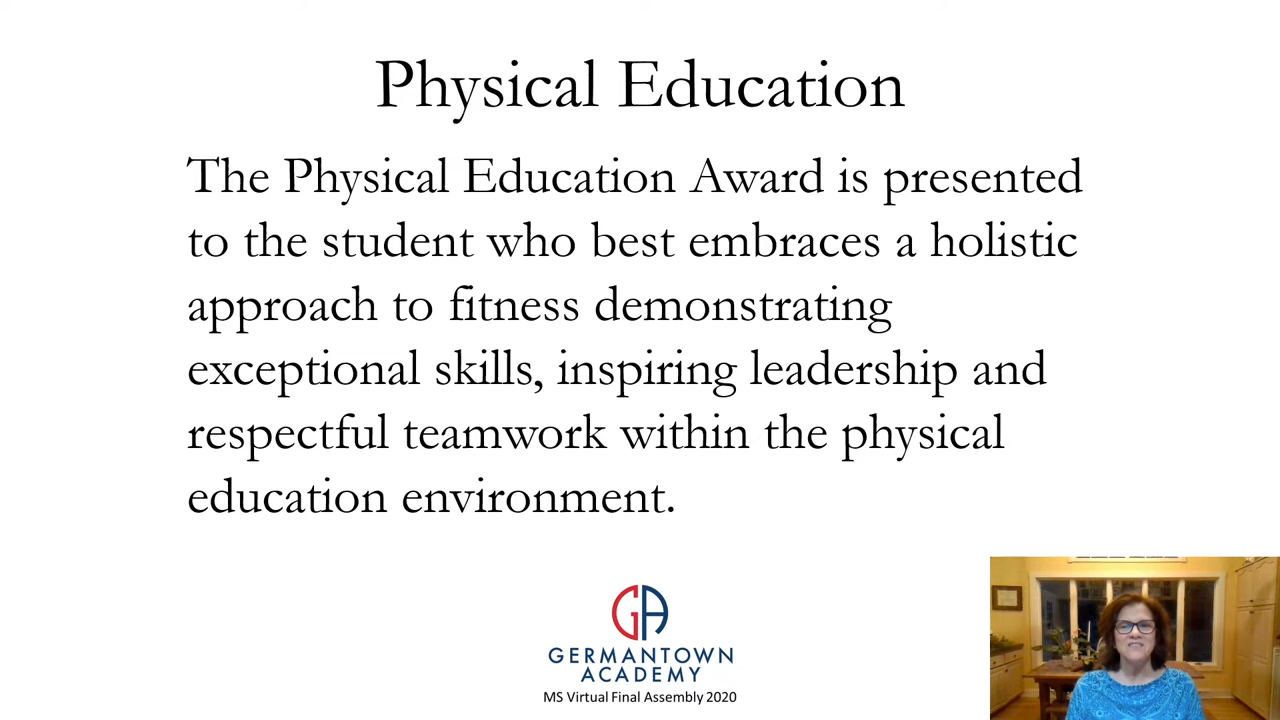 Physical Education
The Physical Education Award is presented
to the student who best embraces a holistic
approach to fitness demonstrating
exceptional skills, inspiring leadership and
respectful teamwork within the physical
education environment.
GA
GERMANTOWN
ACADEMY
MS Virtual Final Assembly 2020